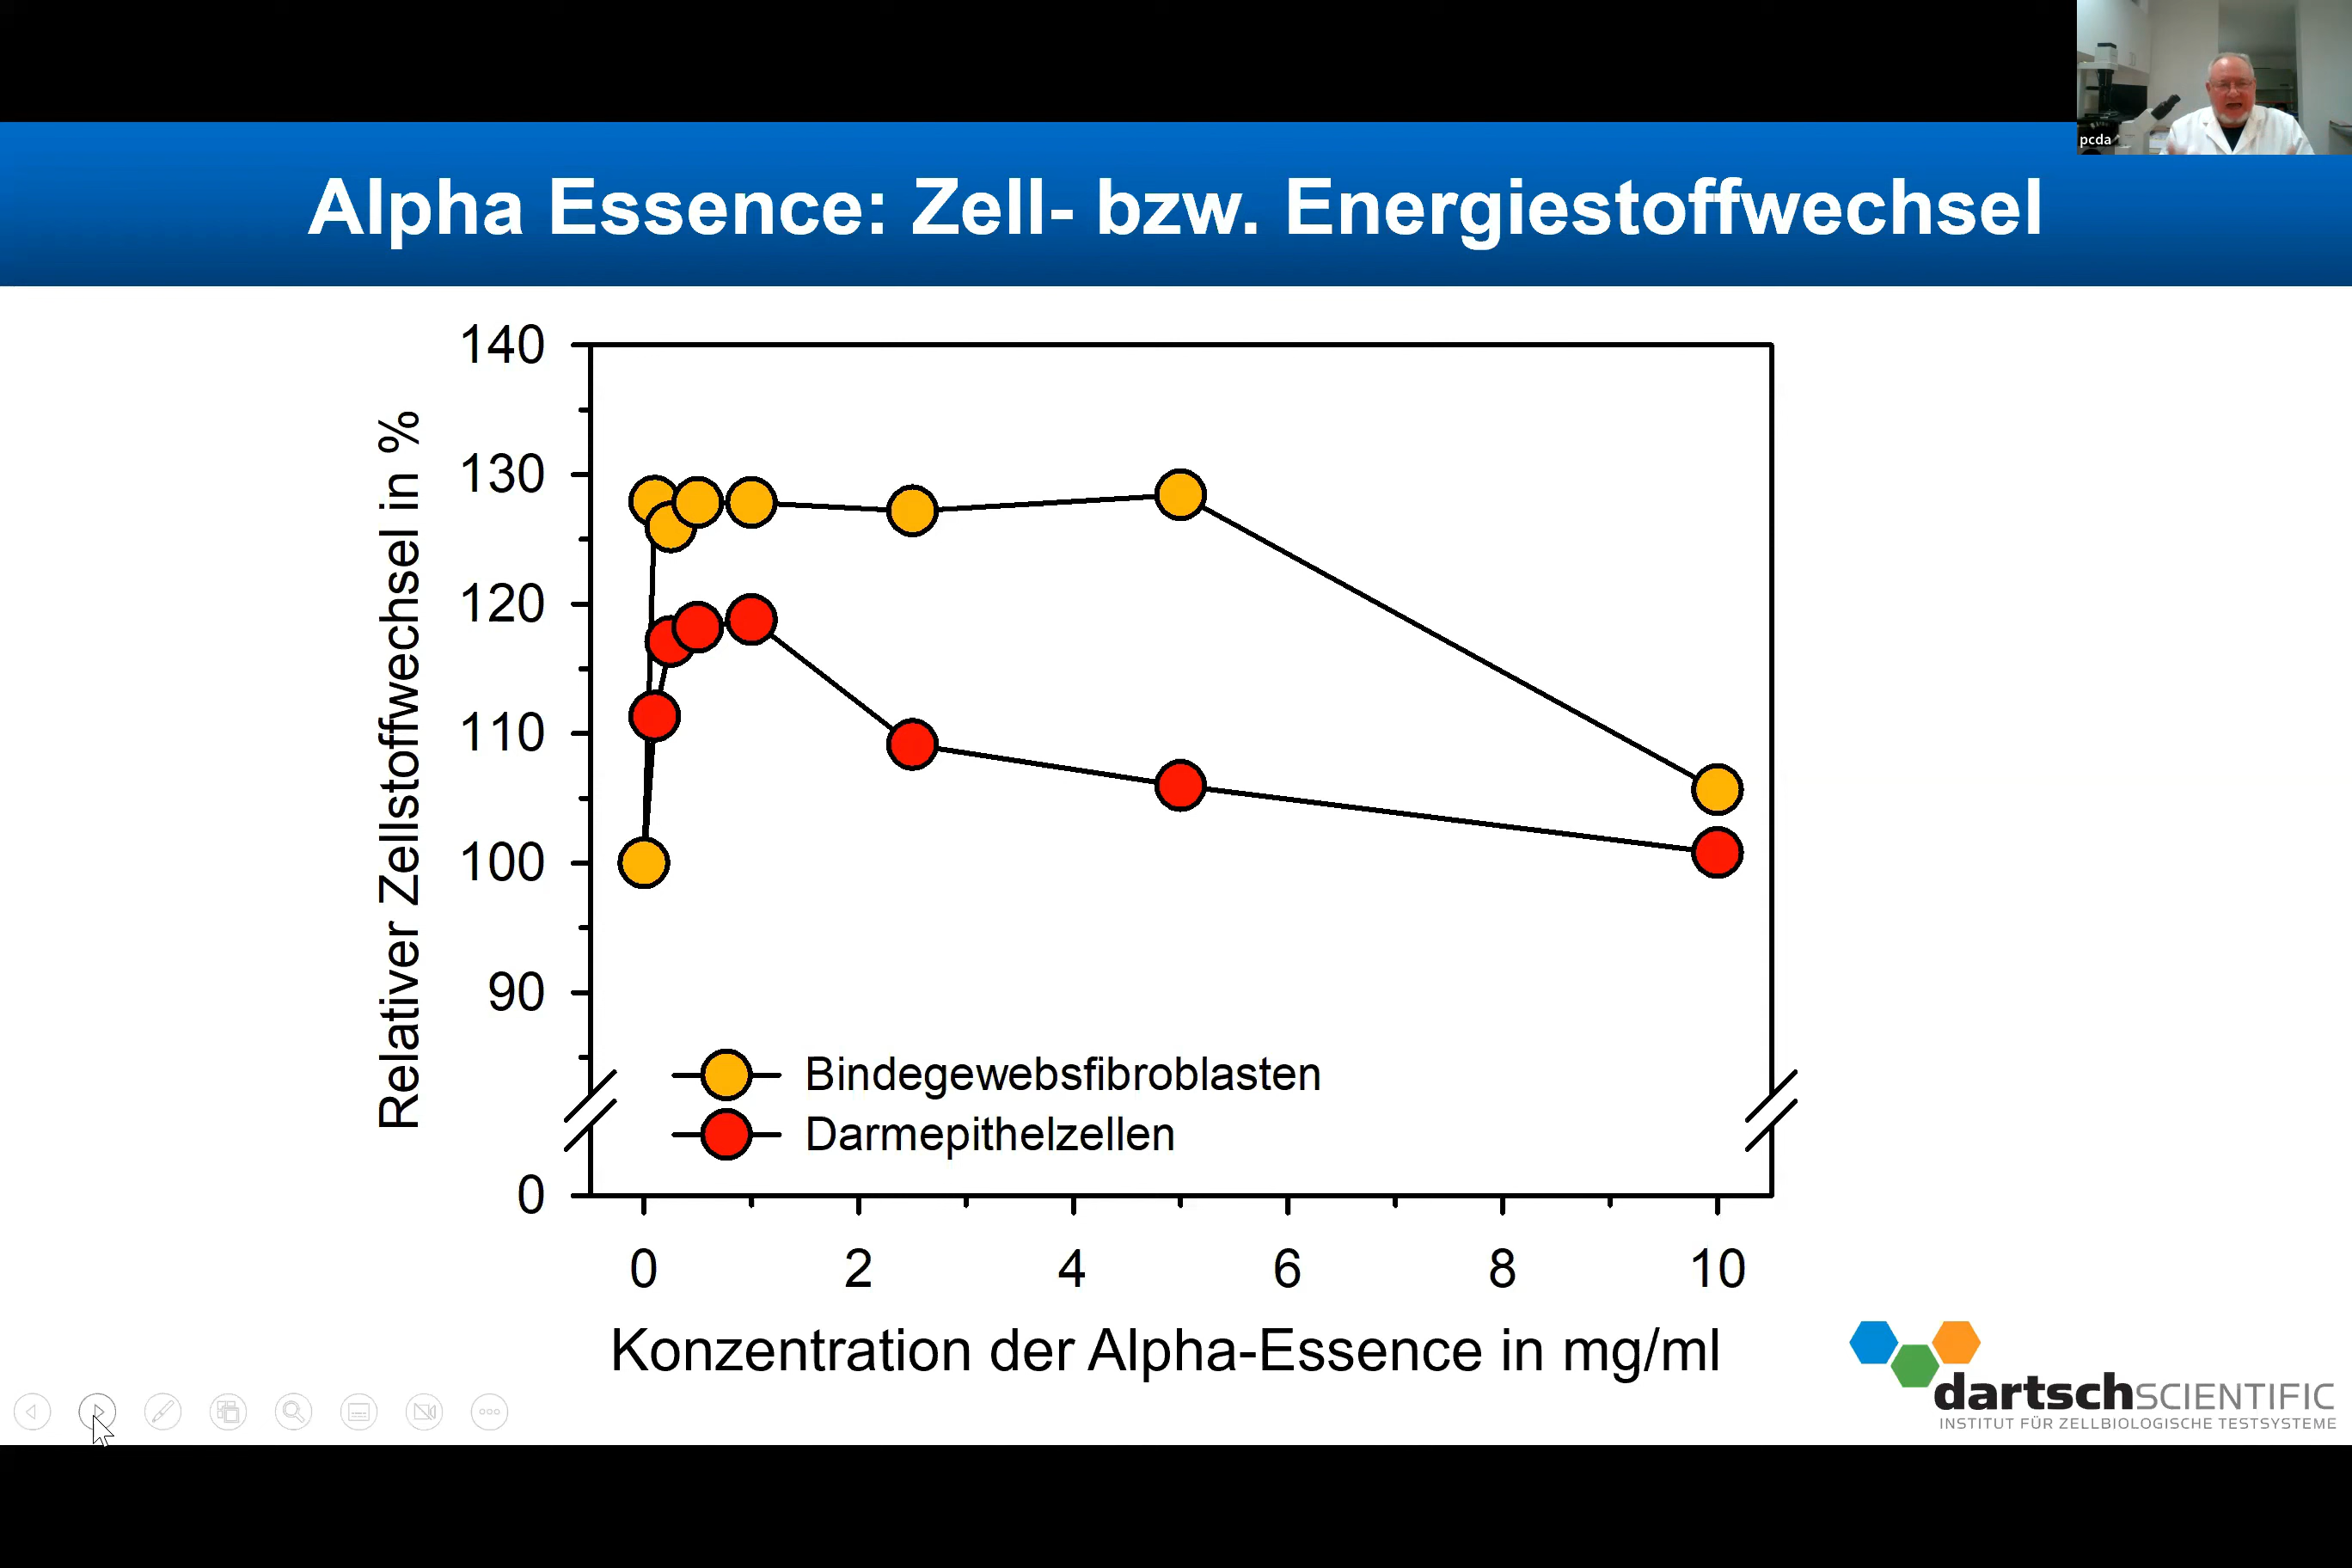 pcda
Alpha Essence: Zell- bzw. Energiestoffwechsel
Relativer Zellstoffwechsel in %
140
130
120
110
100
90
0
Bindegewebsfibroblasten
Darmepithelzellen
0 2 4 6 8 10
Konzentration der Alpha-Essence in mg/ml
dartschSCIENTIFIC
INSTITUT FÜR ZELLBIOLOGISCHE TESTSYSTEME